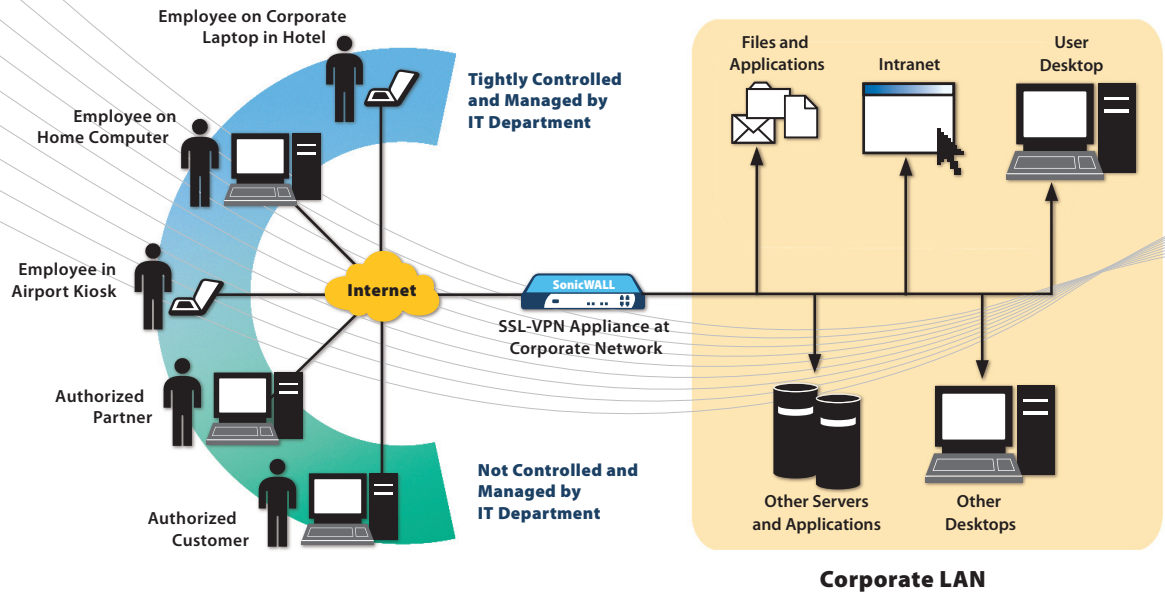 Employee on Corporate
Laptop in Hotel
Tightly Controlled
and Managed by
IT Department
Employee on
Home Computer
Employee in
Airport Kiosk
Internet
SonicWALL
SSL-VPN Appliance at
Corporate Network
Authorized
Partner
Not Controlled and
Managed by
IT Department
Authorized
Customer
Files and
Applications
Intranet
User
Desktop
Other Servers
and Applications
Other
Desktops
Corporate LAN